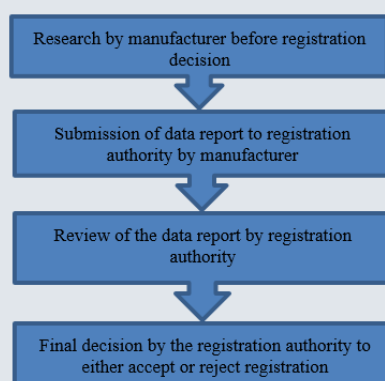 Research by manufacturer before registration
decision
Submission of data report to registration
authority by manufacturer
Review of the data report by registration
authority
Final decision by the registration authority to
either accept or reject registration